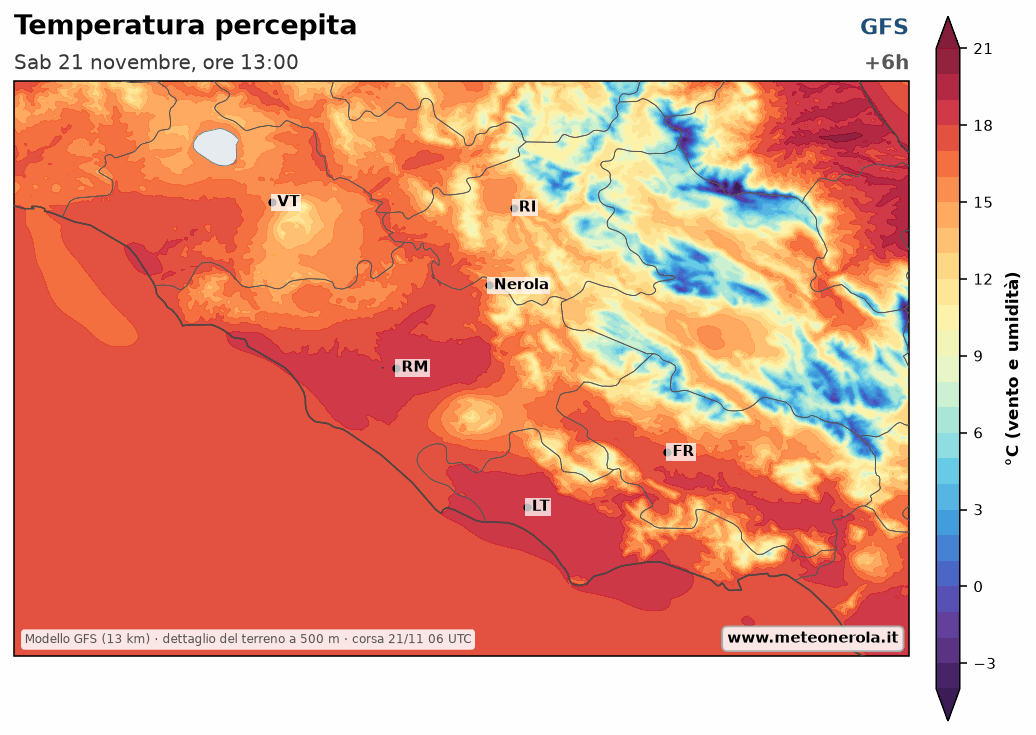 Temperatura percepita
GFS
Sab 21 novembre, ore 13:00
+6h
VT
RI
Nerola
RM
FR
LT
Modello GFS (13 km) · dettaglio del terreno a 500 m · corsa 21/11 06 UTC
www.meteonerola.it
21
18
15
12
9
6
3
0
−3
°C (vento e umidità)